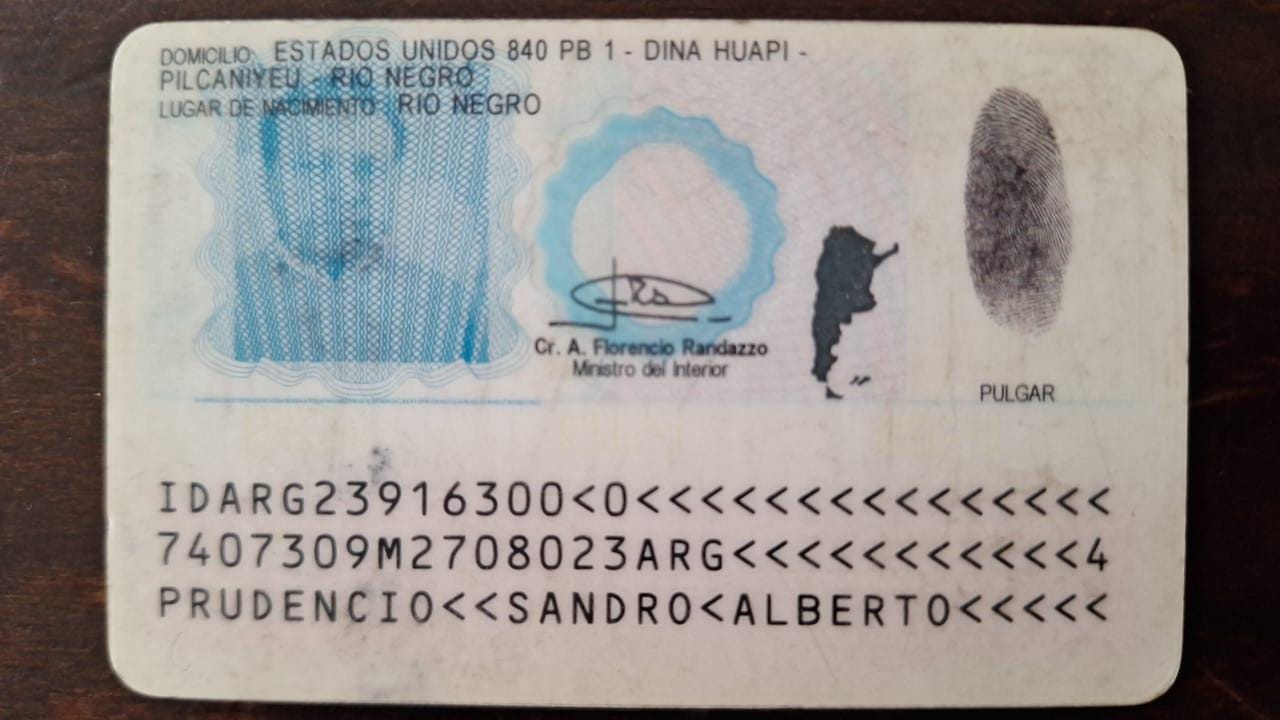 DOMICILIO: ESTADOS UNIDOS 840 PB 1 - DINA HUAPI -
PILCANIYEU - RIO NEGRO
LUGAR DE NACIMIENTO: RIO NEGRO
Cr. A. Florencio Randazzo
Ministro del Interior
PULGAR
IDARG23916300<0<<<<<<<<<<<<<<<
7407309M2708023ARG<<<<<<<<<<<4
PRUDENCIO<<SANDRO<ALBERTO<<<<<